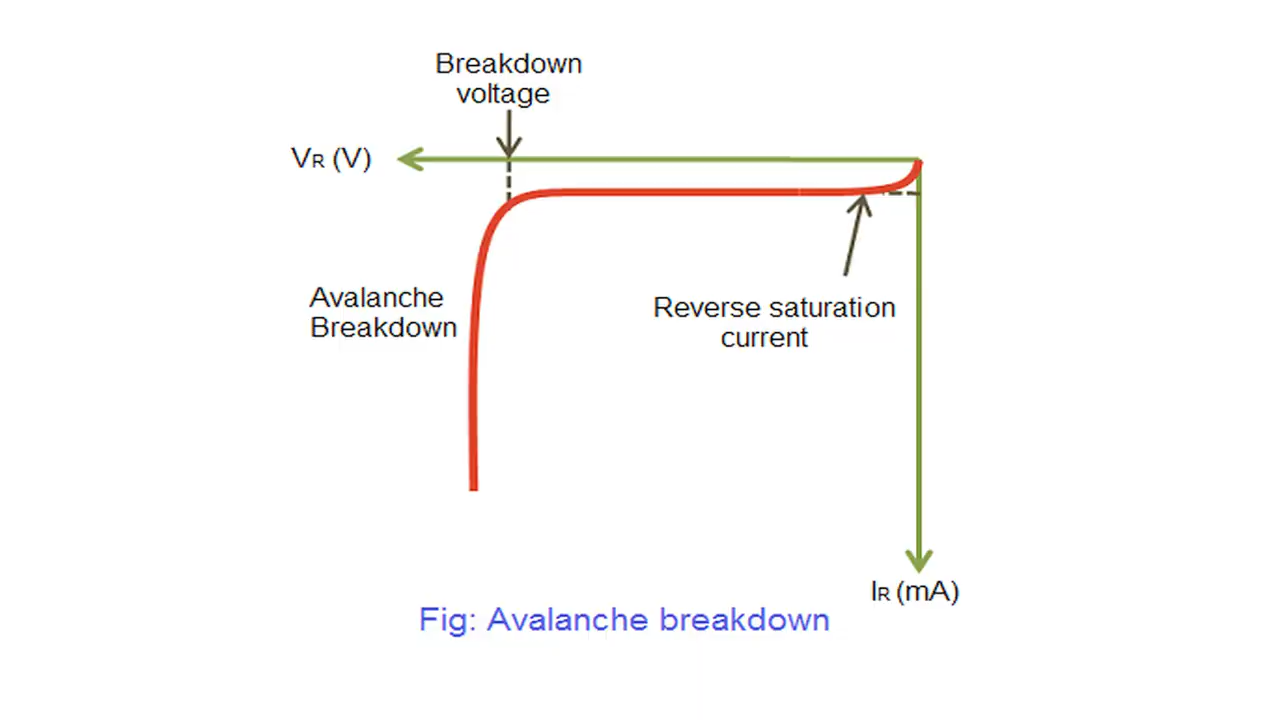 Breakdown
voltage
VR (V)
Avalanche
Breakdown
Reverse saturation
current
IR (mA)
Fig: Avalanche breakdown